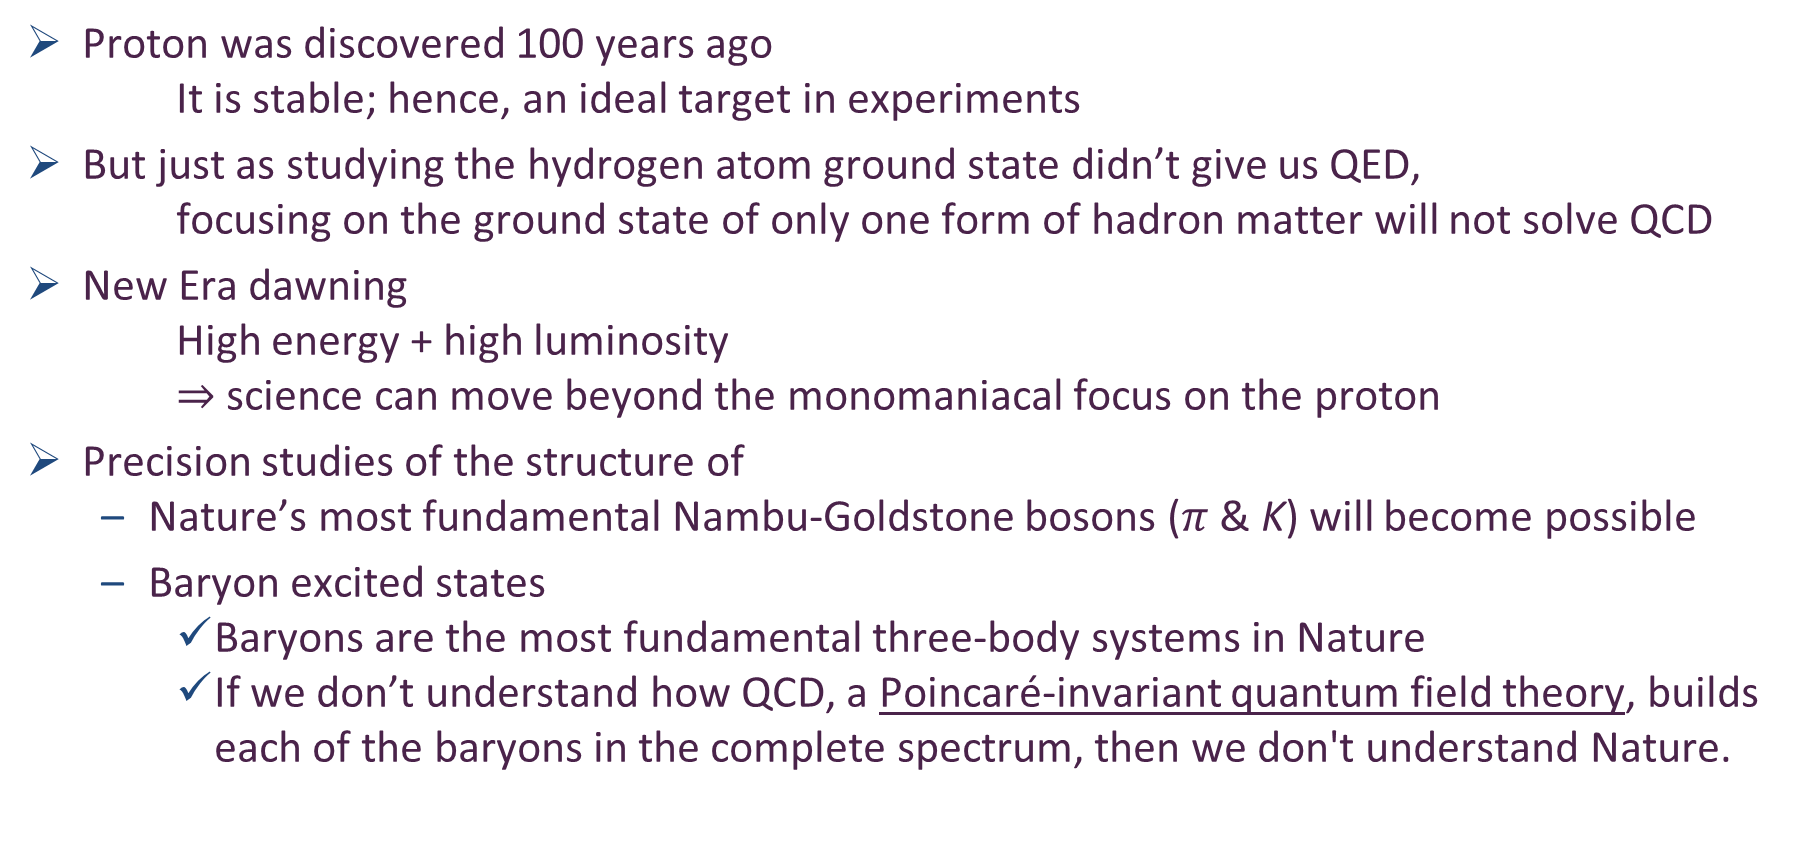 ➢ Proton was discovered 100 years ago
It is stable; hence, an ideal target in experiments
➢ But just as studying the hydrogen atom ground state didn’t give us QED,
focusing on the ground state of only one form of hadron matter will not solve QCD
➢ New Era dawning
High energy + high luminosity
⇒ science can move beyond the monomaniacal focus on the proton
➢ Precision studies of the structure of
– Nature’s most fundamental Nambu-Goldstone bosons (π & K) will become possible
– Baryon excited states
✓ Baryons are the most fundamental three-body systems in Nature
✓ If we don’t understand how QCD, a Poincaré-invariant quantum field theory, builds
each of the baryons in the complete spectrum, then we don't understand Nature.